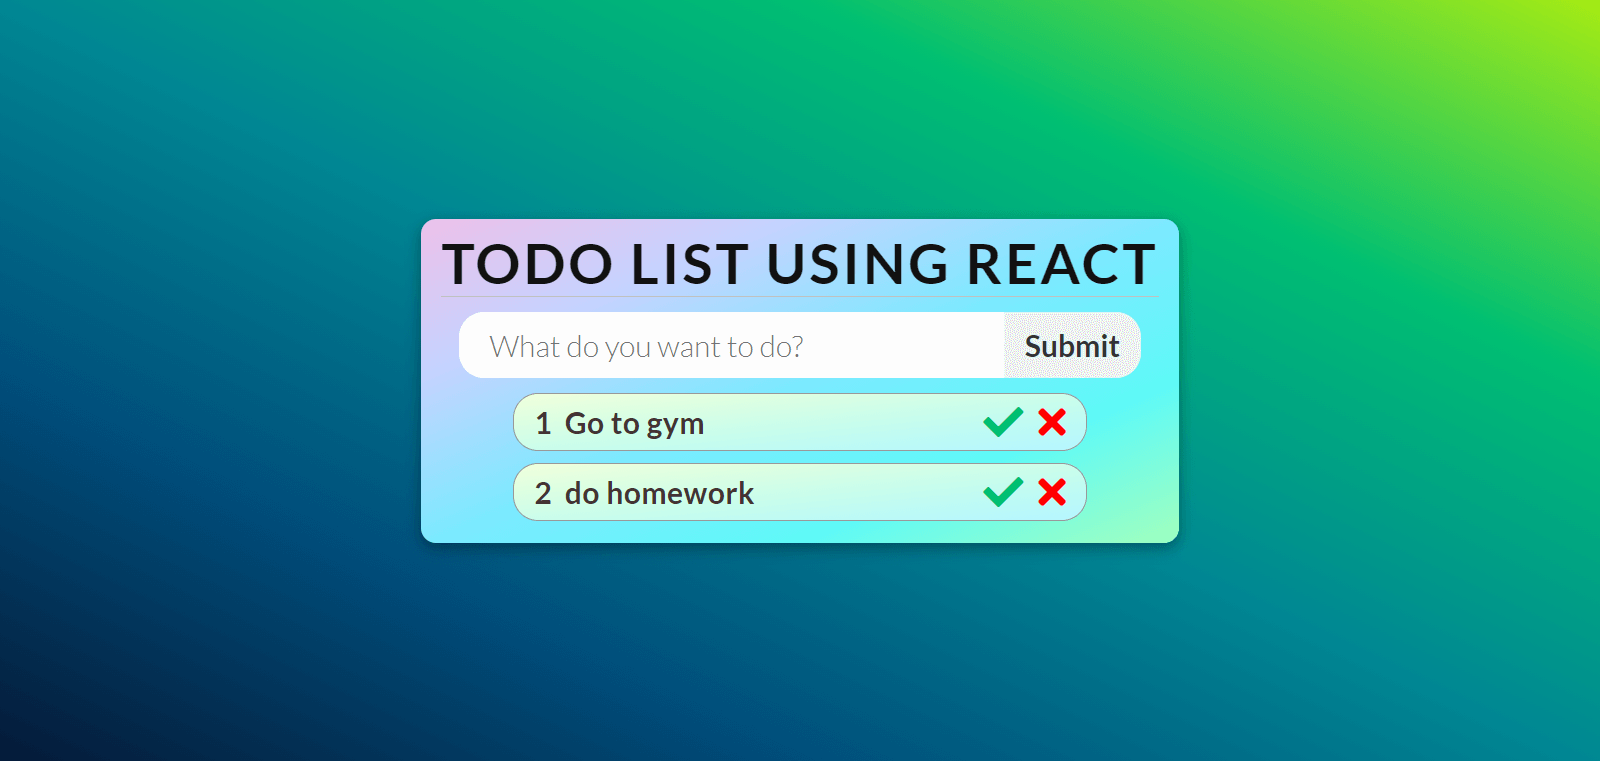 TODO LIST USING REACT
What do you want to do? Submit
1 Go to gym
2 do homework